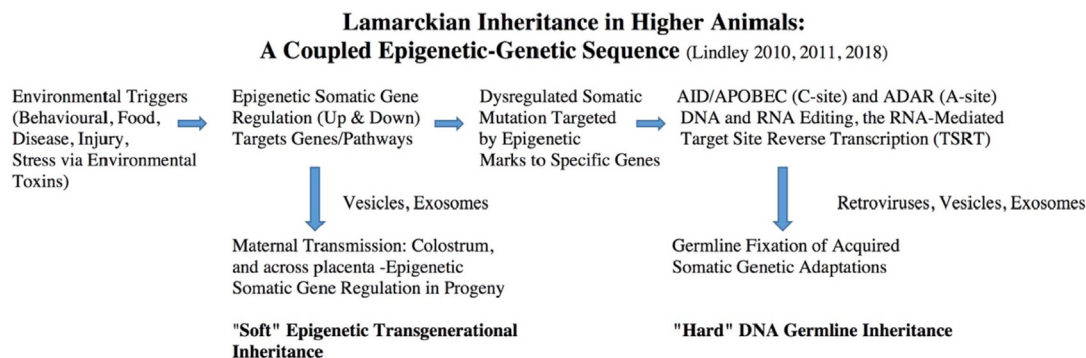 Lamarckian Inheritance in Higher Animals:
A Coupled Epigenetic-Genetic Sequence (Lindley 2010, 2011, 2018)
Environmental Triggers
(Behavioural, Food,
Disease, Injury,
Stress via Environmental
Toxins)
Epigenetic Somatic Gene
Regulation (Up & Down)
Targets Genes/Pathways
Dysregulated Somatic
Mutation Targeted
by Epigenetic
Marks to Specific Genes
AID/APOBEC (C-site) and ADAR (A-site)
DNA and RNA Editing, the RNA-Mediated
Target Site Reverse Transcription (TSRT)
Vesicles, Exosomes
Retroviruses, Vesicles, Exosomes
Maternal Transmission: Colostrum,
and across placenta -Epigenetic
Somatic Gene Regulation in Progeny
Germline Fixation of Acquired
Somatic Genetic Adaptations
"Soft" Epigenetic Transgenerational
Inheritance
"Hard" DNA Germline Inheritance